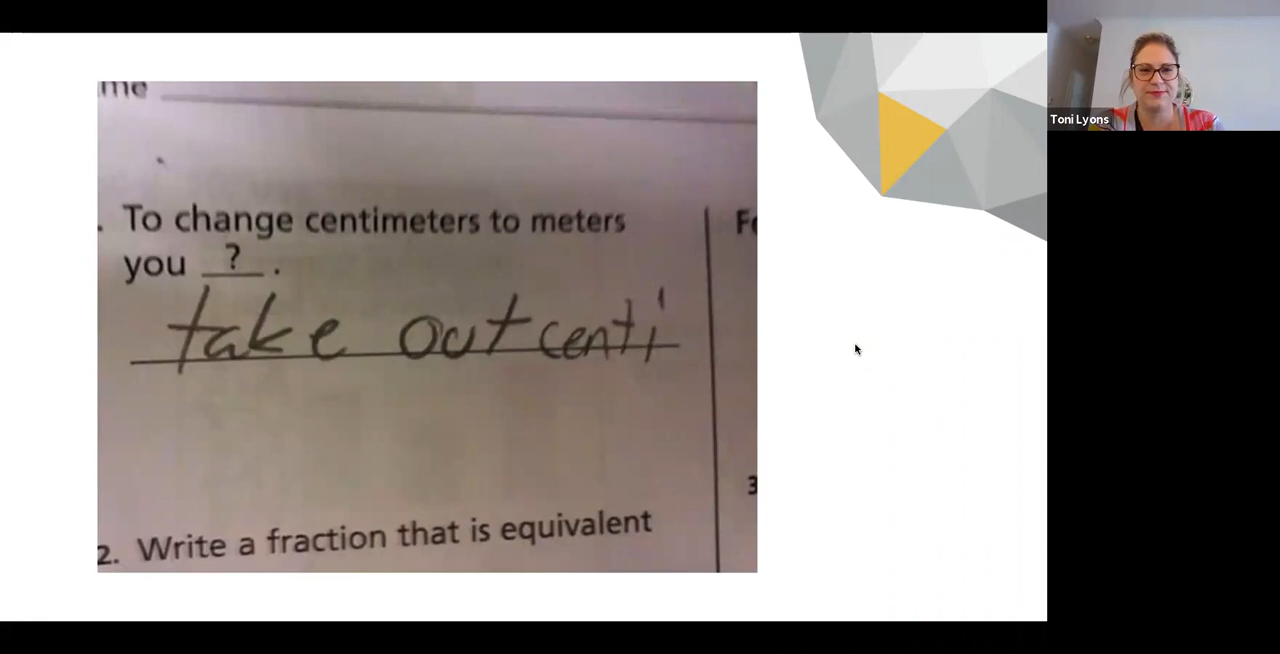 me
. To change centimeters to meters
you ? .
take out centi
2. Write a fraction that is equivalent
3
Toni Lyons